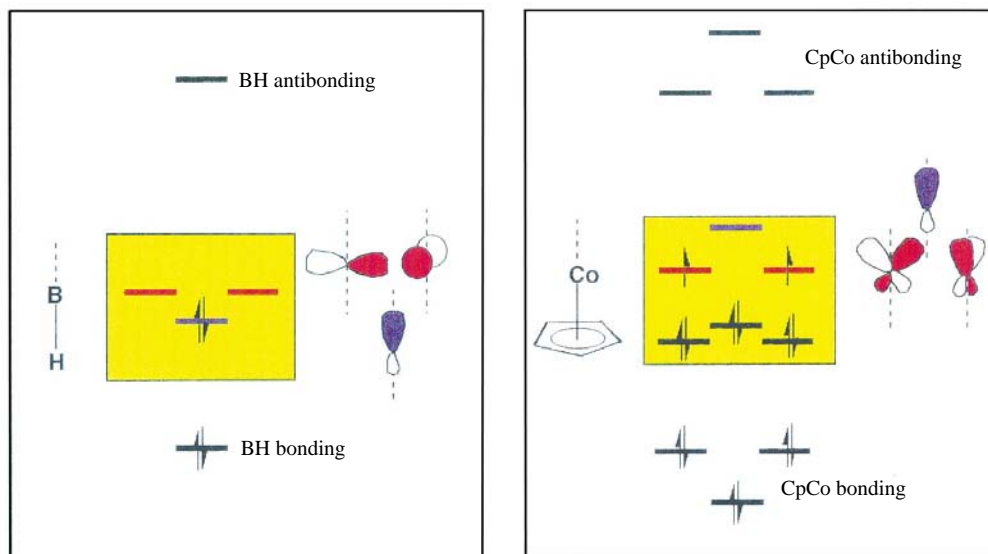 BH antibonding
B
H
BH bonding
CpCo antibonding
Co
CpCo bonding